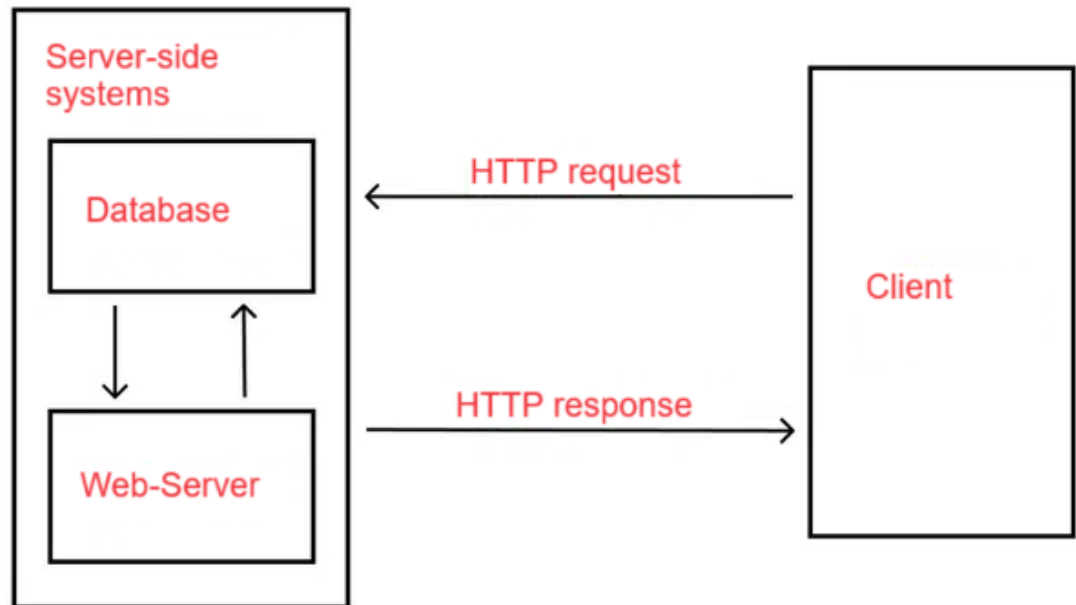 Server-side
systems
Database
Web-Server
HTTP request
HTTP response
Client